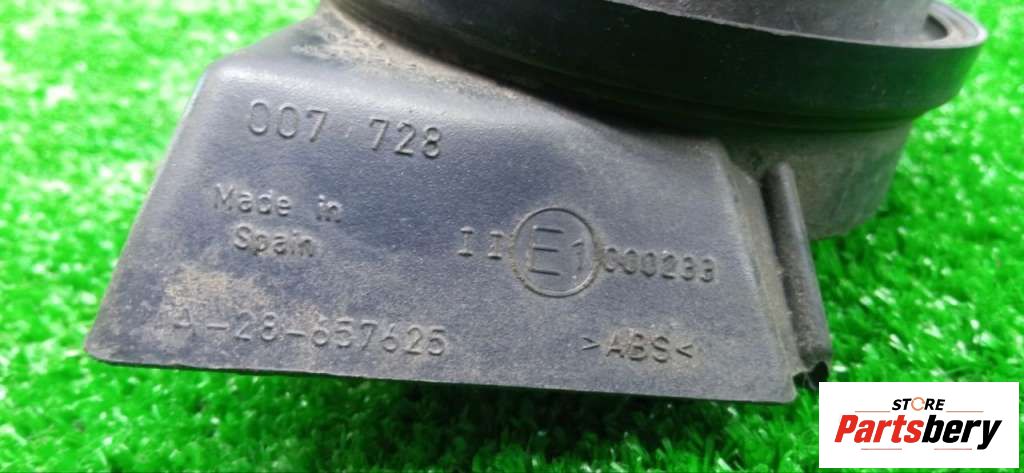 007 728
Made in
Spain
II E1 000233
A-28-657625
>ABS<
STORE
Partsbery